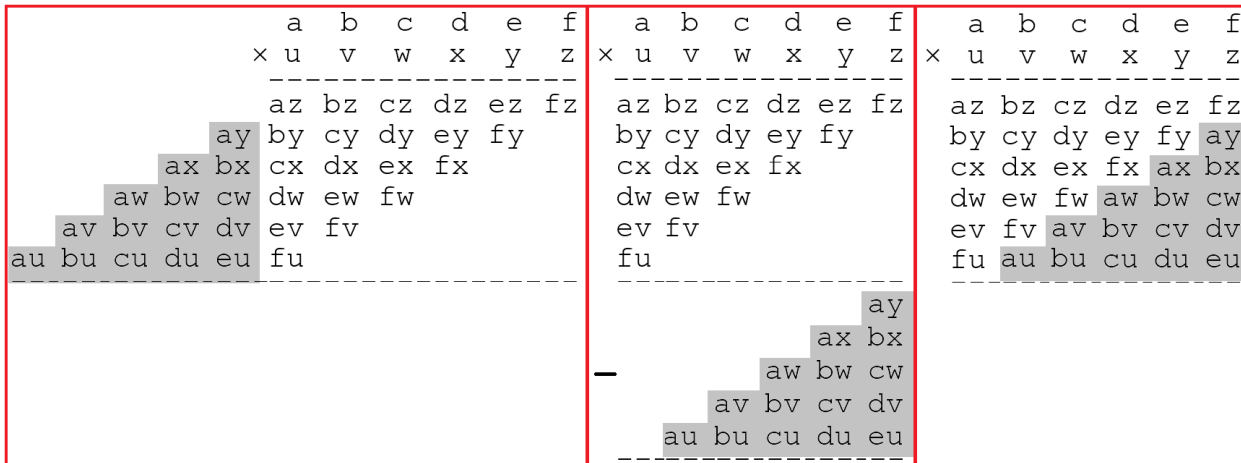 a b c d e f
× u v w x y z
------------------
az bz cz dz ez fz
ay by cy dy ey fy
ax bx cx dx ex fx
aw bw cw dw ew fw
av bv cv dv ev fv
au bu cu du eu fu
------------------
a b c d e f
× u v w x y z
------------------
az bz cz dz ez fz
by cy dy ey fy
cx dx ex fx
dw ew fw
ev fv
fu
------------------
ay
ax bx
− aw bw cw
av bv cv dv
au bu cu du eu
------------------
a b c d e f
× u v w x y z
------------------
az bz cz dz ez fz
by cy dy ey fy ay
cx dx ex fx ax bx
dw ew fw aw bw cw
ev fv av bv cv dv
fu au bu cu du eu
------------------